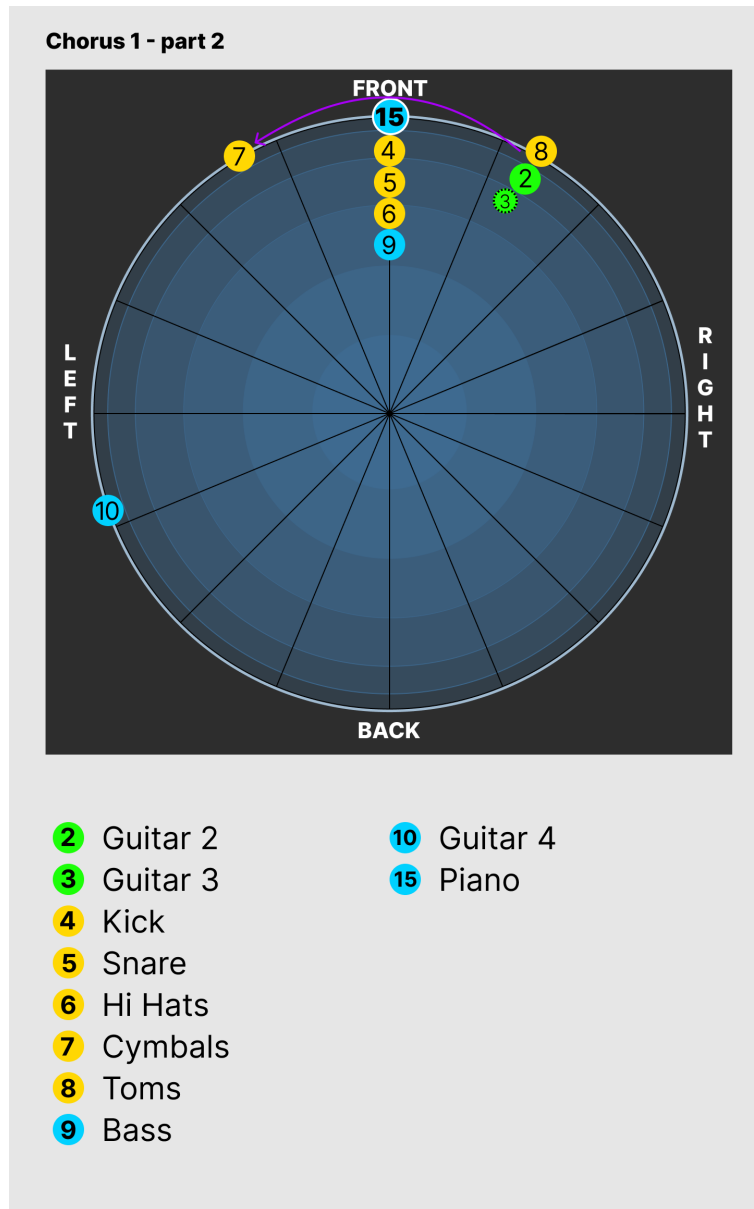 Chorus 1 - part 2
FRONT
15
7
4
8
5
2
3
6
9
LEFT
RIGHT
10
BACK
2 Guitar 2
3 Guitar 3
4 Kick
5 Snare
6 Hi Hats
7 Cymbals
8 Toms
9 Bass
10 Guitar 4
15 Piano